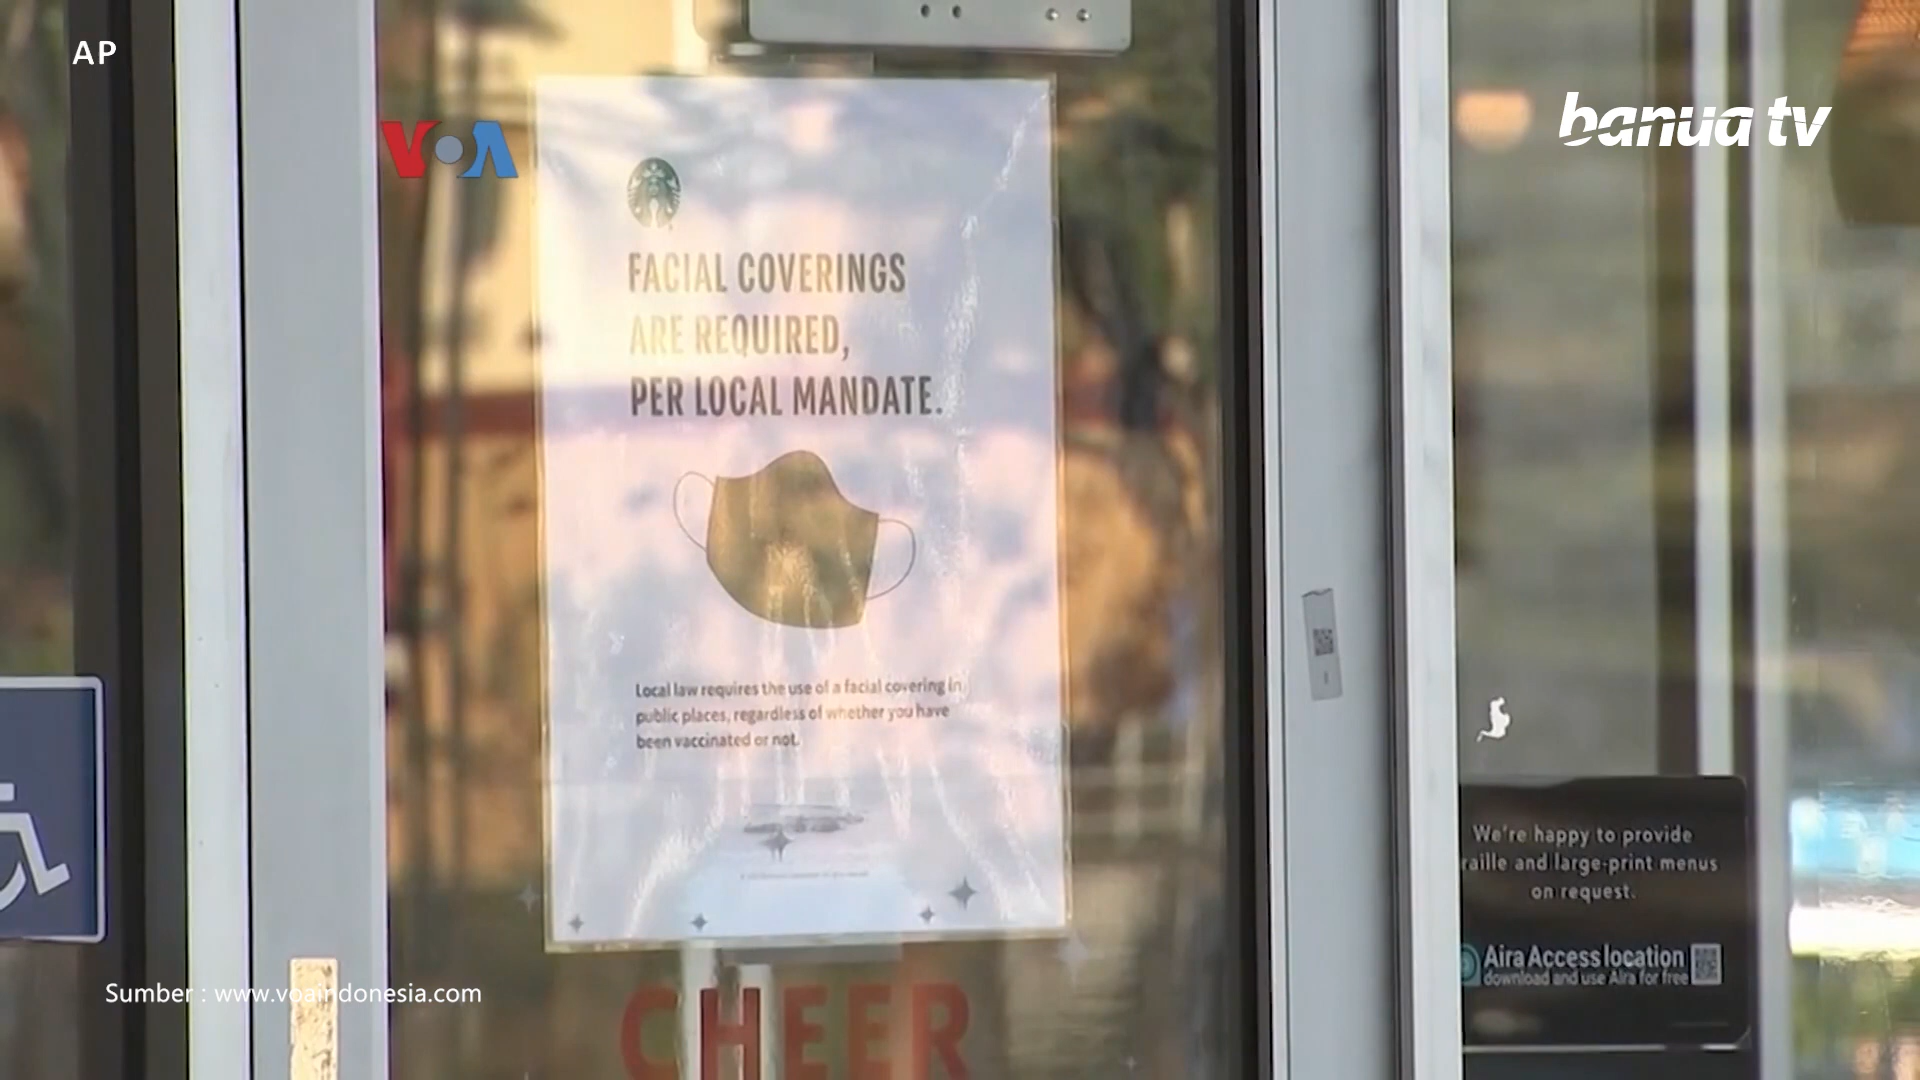 AP
VOA
banua tv
FACIAL COVERINGS
ARE REQUIRED,
PER LOCAL MANDATE.
Local law requires the use of a facial covering in
public places, regardless of whether you have
been vaccinated or not.
We're happy to provide
raille and large-print menus
on request.
Aira Access location
download and use Aira for free
Sumber : www.voaindonesia.com
CHEER